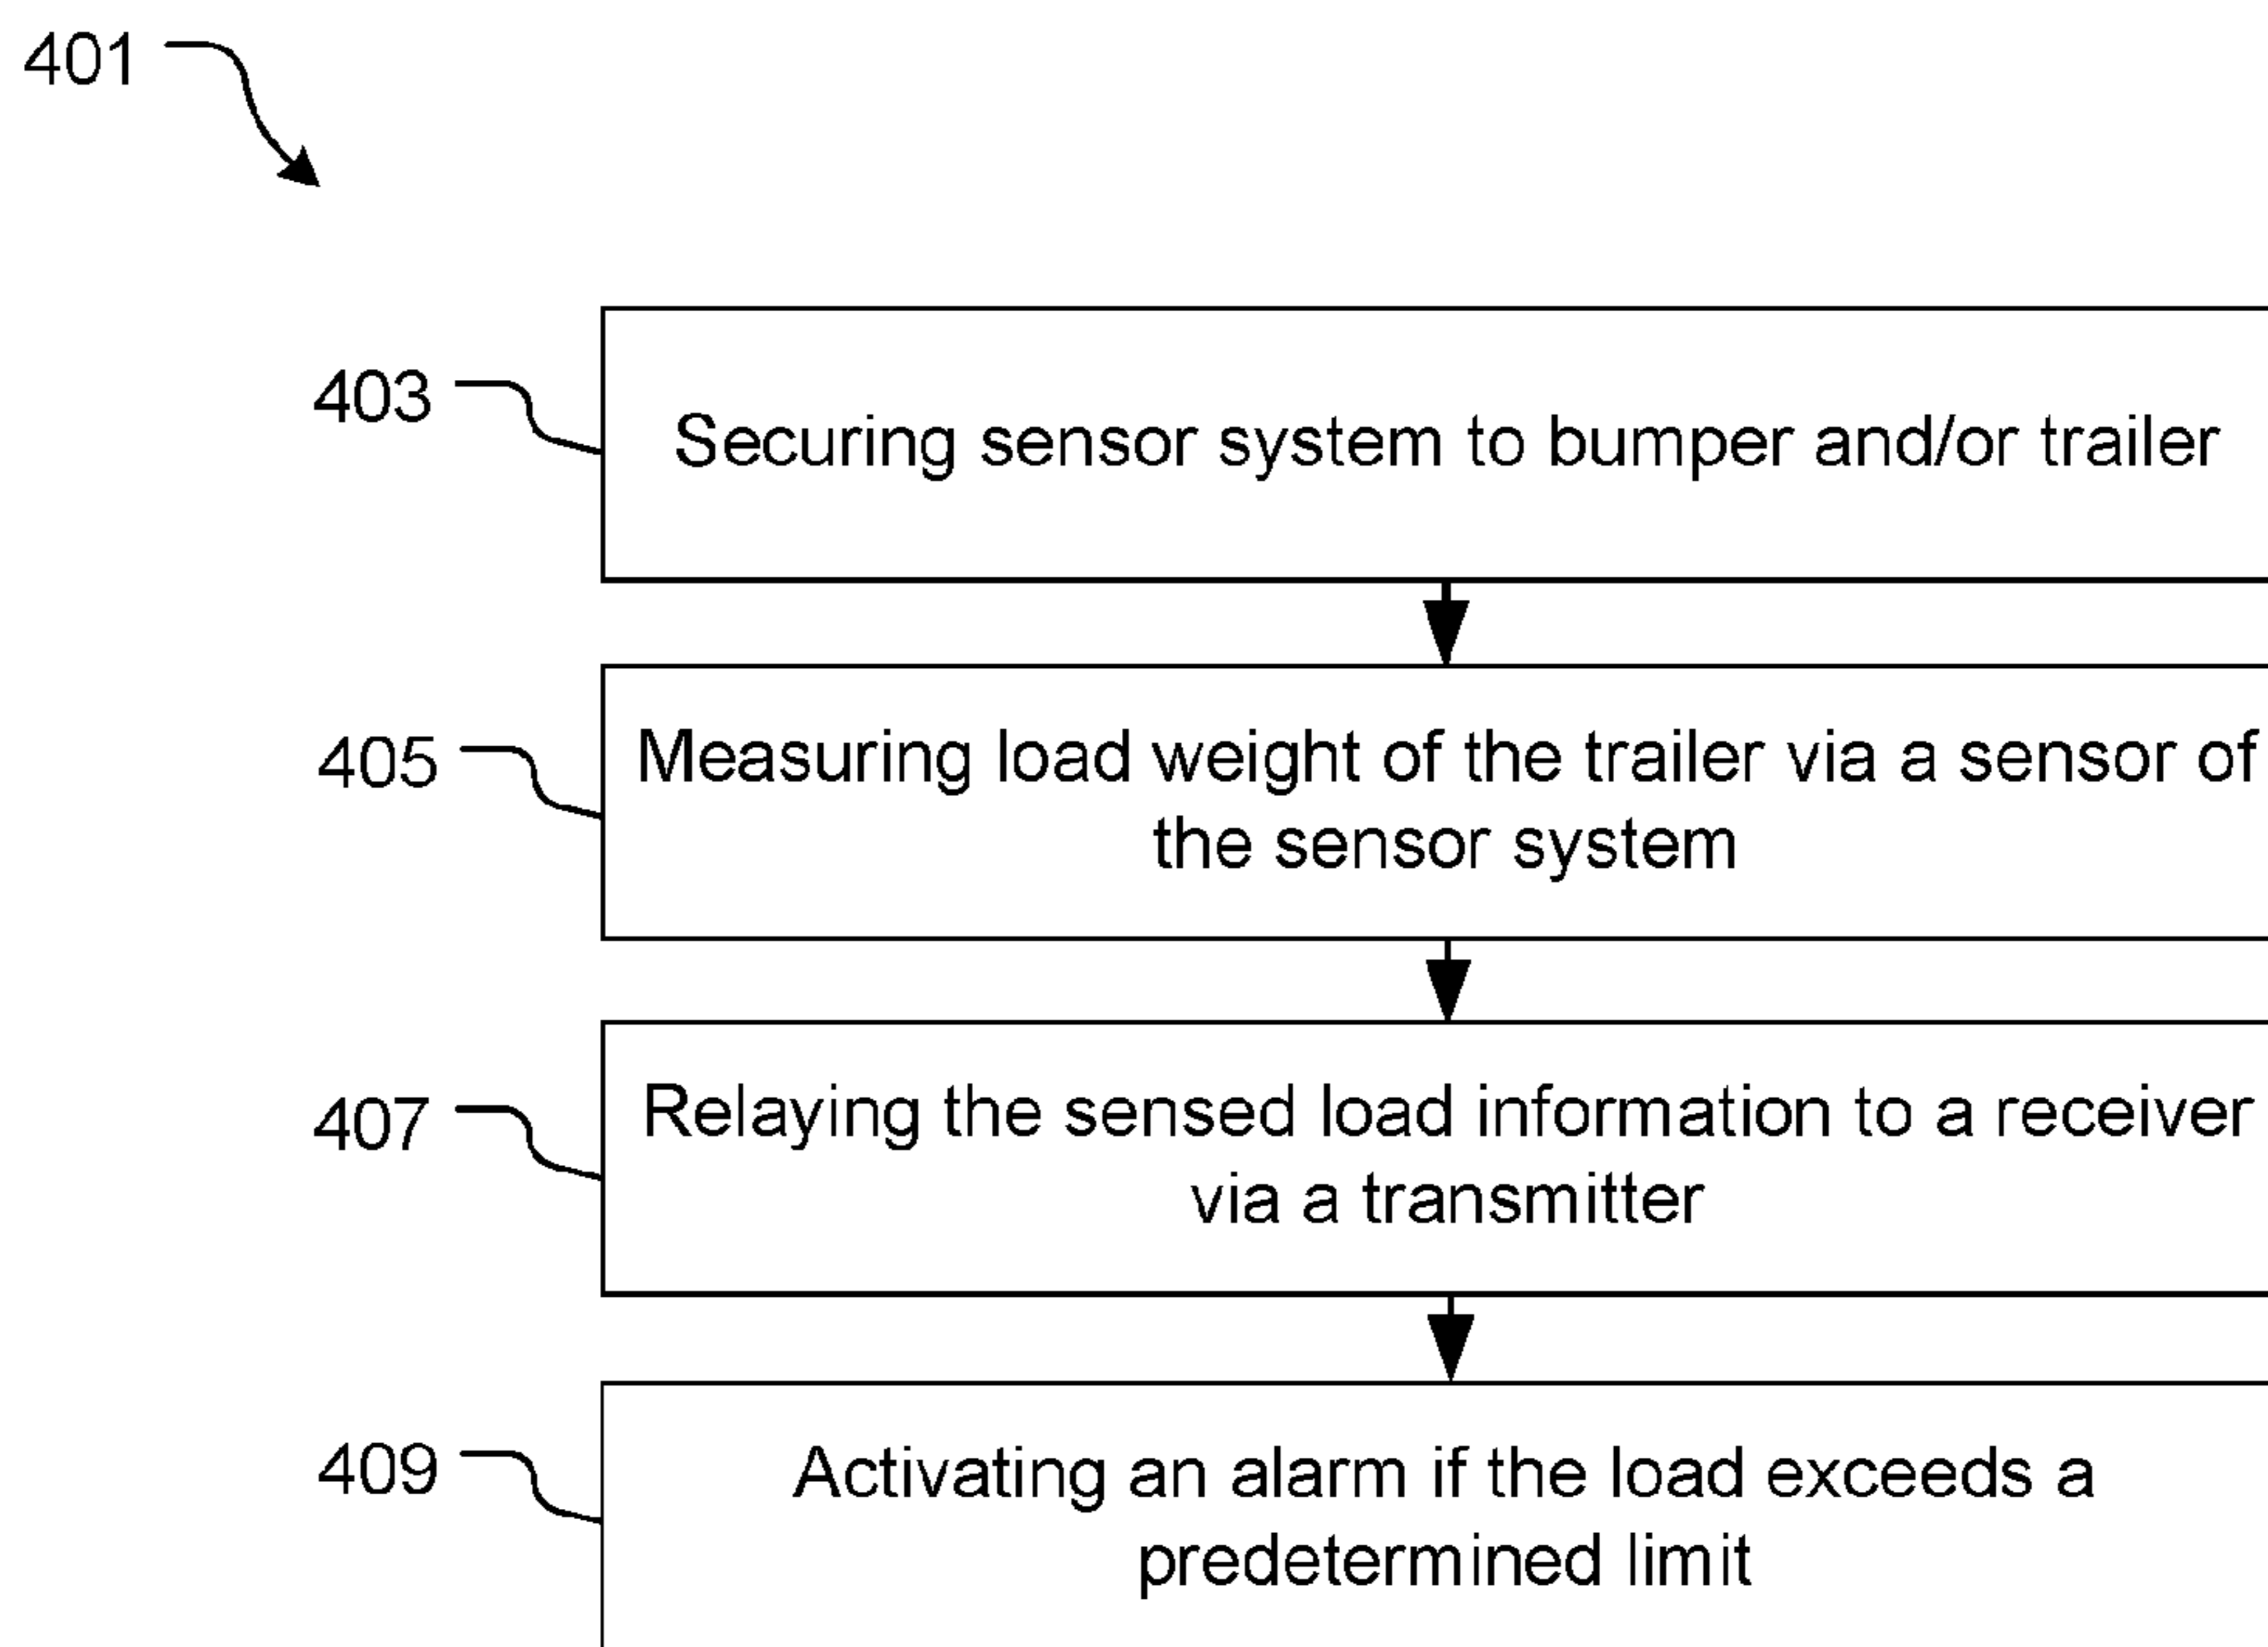 401
403
Securing sensor system to bumper and/or trailer
405
Measuring load weight of the trailer via a sensor of
the sensor system
407
Relaying the sensed load information to a receiver
via a transmitter
409
Activating an alarm if the load exceeds a
predetermined limit